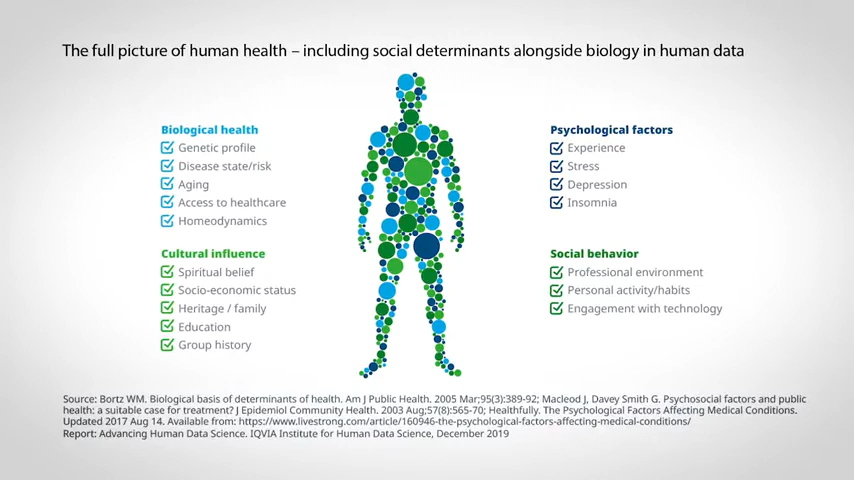 The full picture of human health – including social determinants alongside biology in human data
Biological health
Genetic profile
Disease state/risk
Aging
Access to healthcare
Homeodynamics
Cultural influence
Spiritual belief
Socio-economic status
Heritage / family
Education
Group history
Psychological factors
Experience
Stress
Depression
Insomnia
Social behavior
Professional environment
Personal activity/habits
Engagement with technology
Source: Bortz WM. Biological basis of determinants of health. Am J Public Health. 2005 Mar;95(3):389-92; Macleod J, Davey Smith G. Psychosocial factors and public
health: a suitable case for treatment? J Epidemiol Community Health. 2003 Aug;57(8):565-70; Healthfully. The Psychological Factors Affecting Medical Conditions.
Updated 2017 Aug 14. Available from: https://www.livestrong.com/article/160946-the-psychological-factors-affecting-medical-conditions/
Report: Advancing Human Data Science. IQVIA Institute for Human Data Science, December 2019